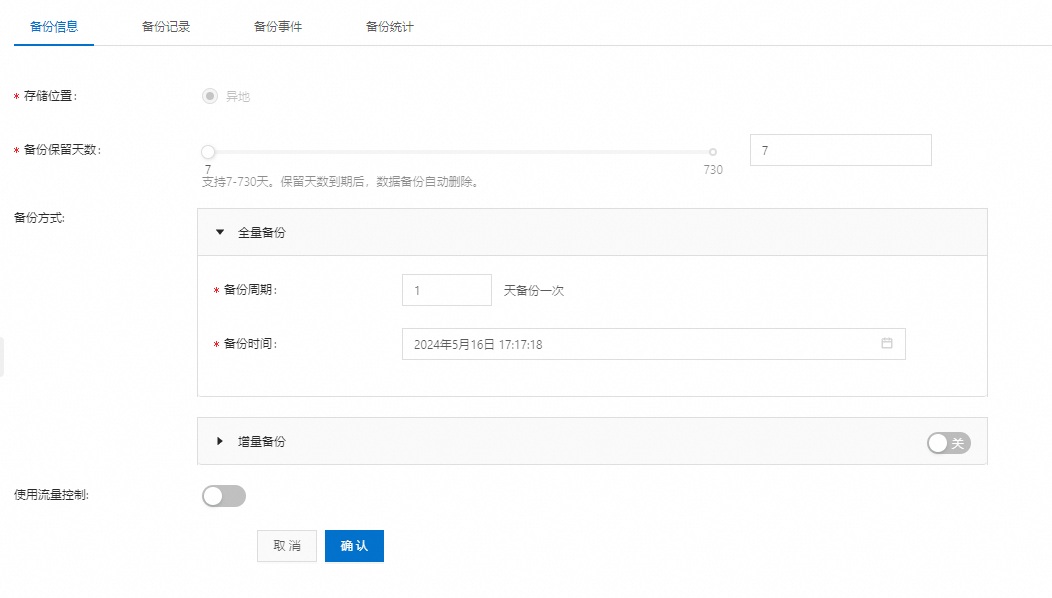 备份信息 备份记录 备份事件 备份统计
* 存储位置: 异地
* 备份保留天数: 7
7 730
支持7-730天。保留天数到期后，数据备份自动删除。
备份方式:
全量备份
* 备份周期: 1 天备份一次
* 备份时间: 2024年5月16日 17:17:18
增量备份 关
使用流量控制:
取消 确认